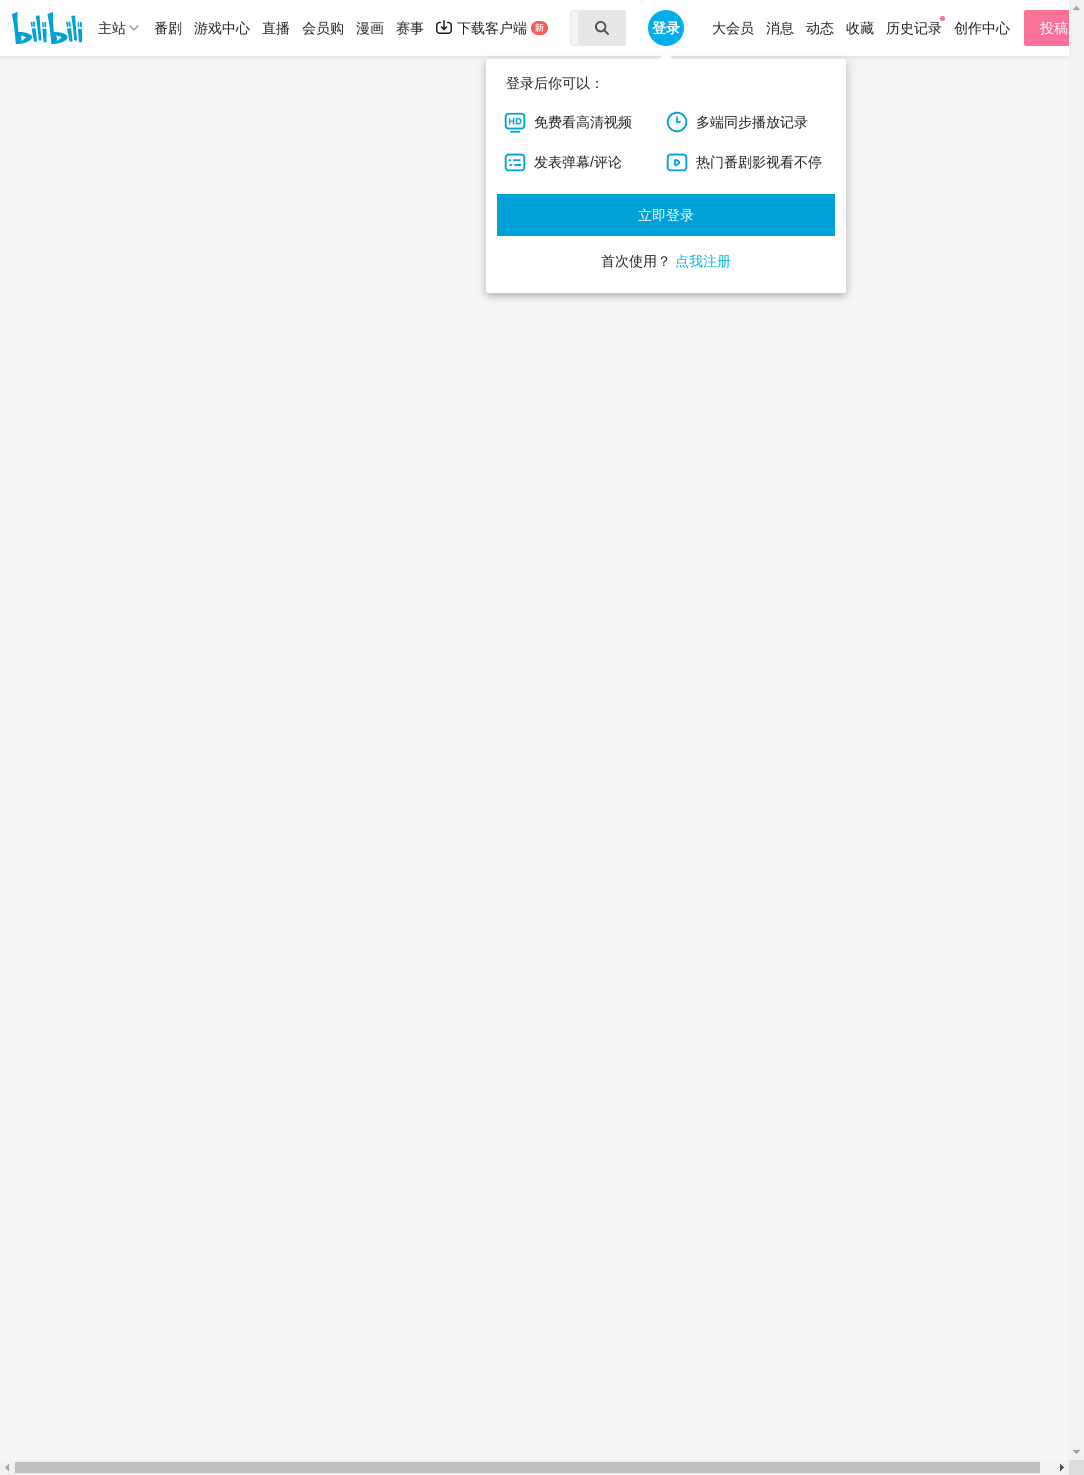 bilibili 主站 番剧 游戏中心 直播 会员购 漫画 赛事 下载客户端 新 登录 大会员 消息 动态 收藏 历史记录 创作中心 投稿
登录后你可以：
HD 免费看高清视频 多端同步播放记录
发表弹幕/评论 热门番剧影视看不停
立即登录
首次使用？ 点我注册